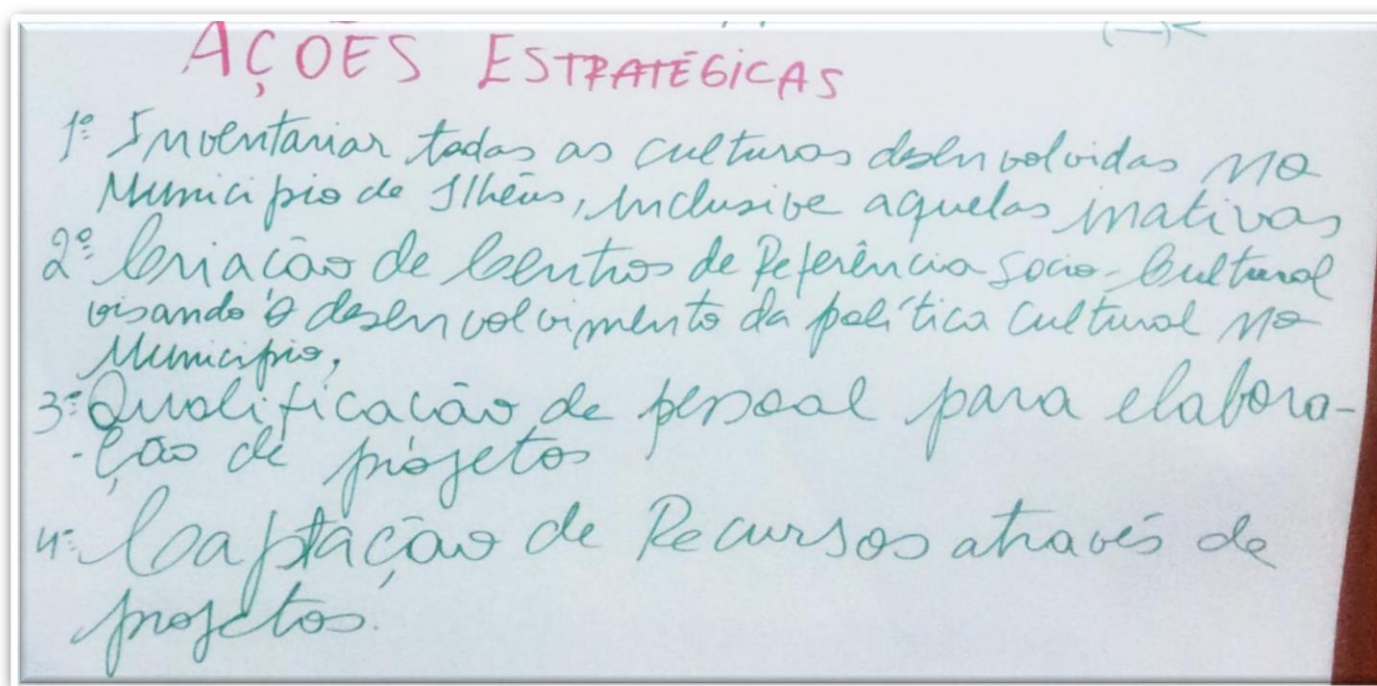 AÇÕES ESTRATÉGICAS
1º Inventariar todas as culturas desenvolvidas no
Município de Ilhéus, inclusive aquelas inativas
2º Criação de Centros de Referência Socio-Cultural
visando o desenvolvimento da política cultural no
Município,
3º Qualificação de pessoal para elabora-
-ção de projetos
4º Captação de Recursos através de
projetos.